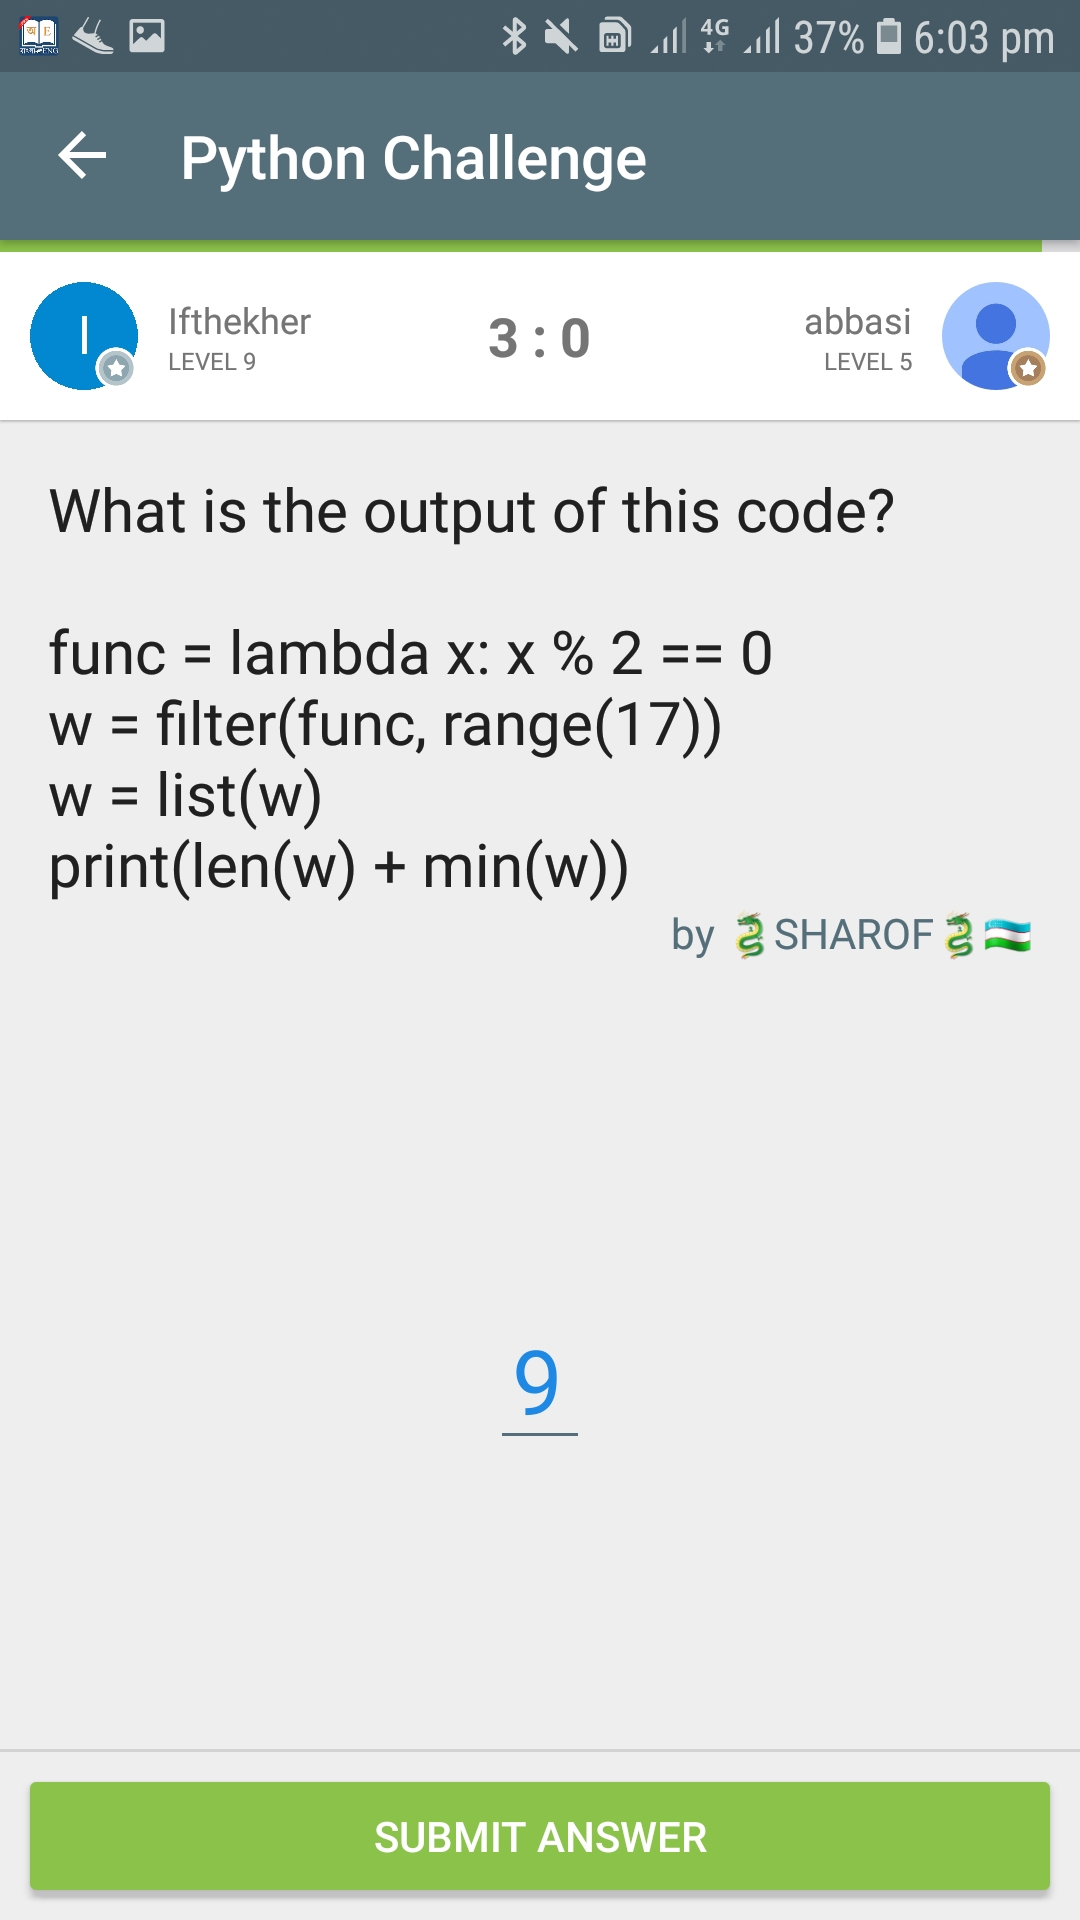 4G 37% 6:03 pm
Python Challenge
I
Ifthekher
LEVEL 9
3 : 0
abbasi
LEVEL 5
What is the output of this code?
func = lambda x: x % 2 == 0
w = filter(func, range(17))
w = list(w)
print(len(w) + min(w))
by 🐉SHAROF🐉🇺🇿
9
SUBMIT ANSWER